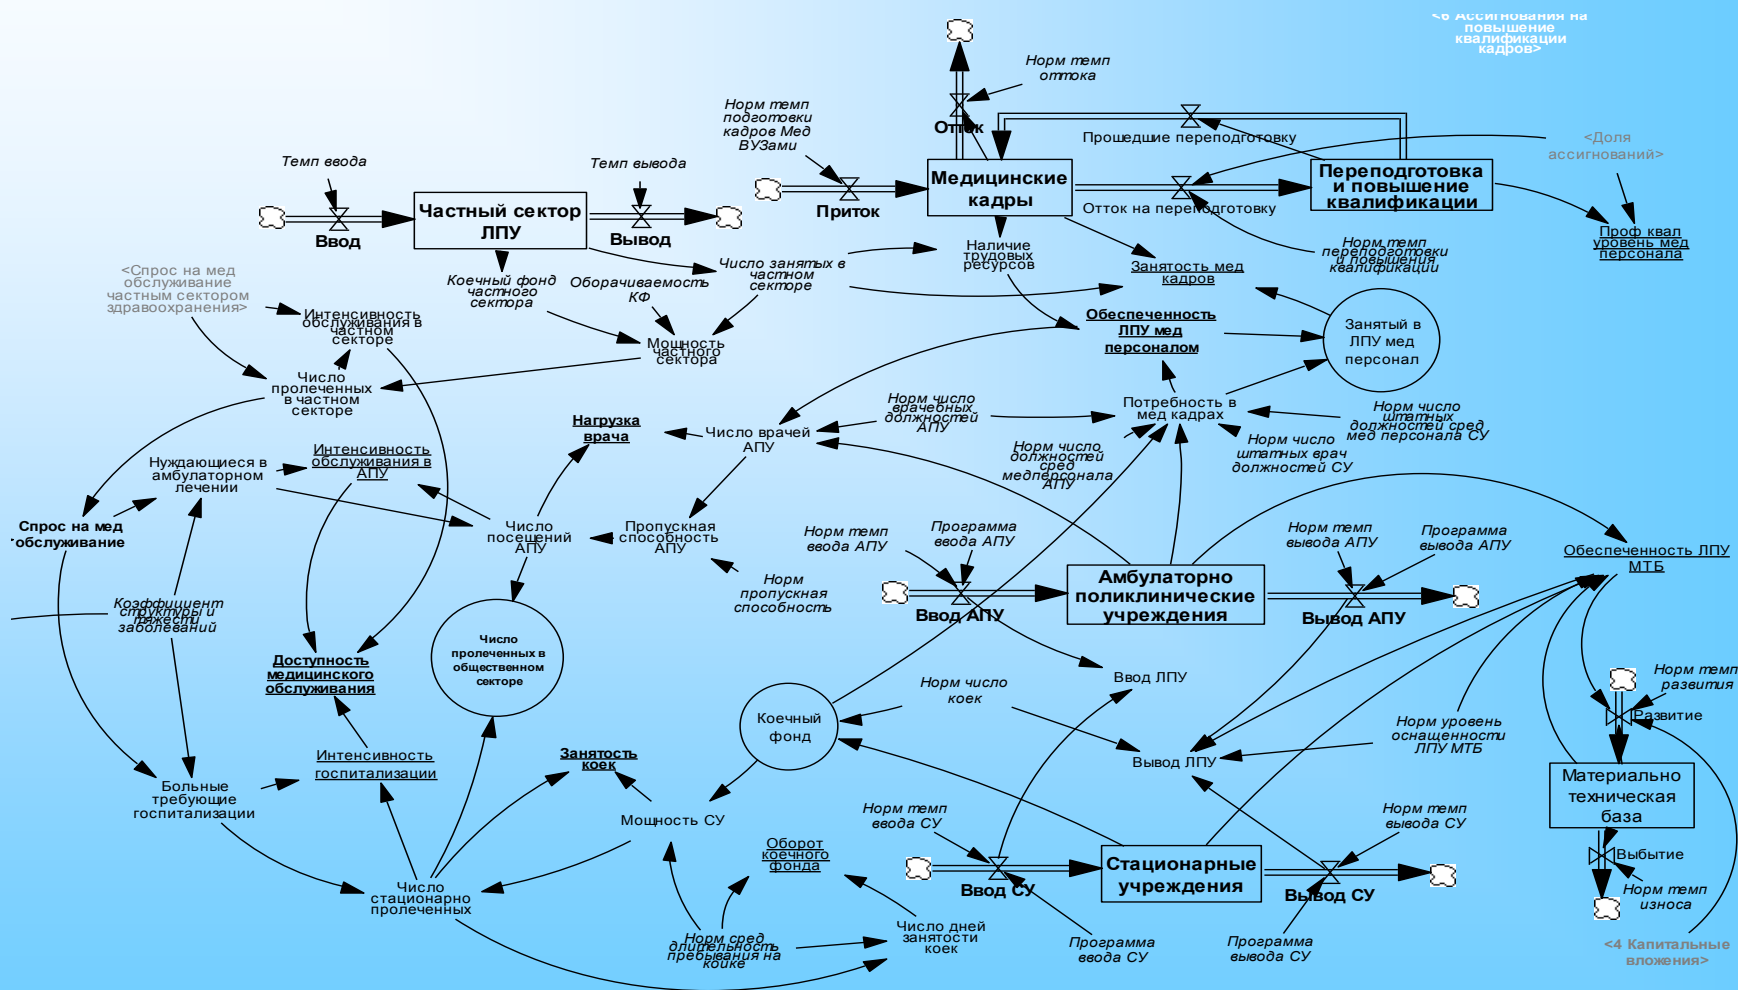 <6 Ассигнования на
повышение
квалификации
кадров>
Норм темп
оттока
Отток
Норм темп
подготовки
кадров Мед
ВУЗами
Прошедшие переподготовку
<Доля
ассигнований>
Темп ввода
Темп вывода
Медицинские
кадры
Переподготовка
и повышение
квалификации
Частный сектор
ЛПУ
Приток
Отток на переподготовку
Ввод
Вывод
Проф квал
уровень мед
персонала
Норм темп
переподготовки
и повышения
квалификации
Наличие
трудовых
ресурсов
Занятость мед
кадров
<Спрос на мед
обслуживание
частным сектором
здравоохранения>
Коечный фонд
частного
сектора
Оборачиваемость
КФ
Число занятых в
частном
секторе
Интенсивность
обслуживания в
частном
секторе
Обеспеченность
ЛПУ мед
персоналом
Занятый в
ЛПУ мед
персонал
Мощность
частного
сектора
Число
пролеченных
в частном
секторе
Нагрузка
врача
Число врачей
АПУ
Норм число
врачебных
должностей
АПУ
Потребность в
мед кадрах
Норм число
штатных
должностей сред
мед персонала СУ
Норм число
штатных врач
должностей СУ
Норм число
должностей
сред
медперсонала
АПУ
Интенсивность
обслуживания в
АПУ
Нуждающиеся в
амбулаторном
лечении
Спрос на мед
обслуживание
Число
посещений
АПУ
Пропускная
способность
АПУ
Норм
пропускная
способность
Норм темп
ввода АПУ
Программа
ввода АПУ
Норм темп
вывода АПУ
Программа
вывода АПУ
Обеспеченность ЛПУ
МТБ
Амбулаторно
поликлинические
учреждения
Ввод АПУ
Вывод АПУ
Коэффициент
структуры и
тяжести
заболеваний
Число
пролеченных в
общественном
секторе
Доступность
медицинского
обслуживания
Ввод ЛПУ
Норм число
коек
Норм темп
развития
Развитие
Коечный
фонд
Норм уровень
оснащенности
ЛПУ МТБ
Вывод ЛПУ
Интенсивность
госпитализации
Занятость
коек
Больные
требующие
госпитализации
Материально
техническая
база
Мощность СУ
Норм темп
ввода СУ
Норм темп
вывода СУ
Оборот
коечного
фонда
Стационарные
учреждения
Ввод СУ
Вывод СУ
Выбытие
Норм темп
износа
Число
стационарно
пролеченных
Норм сред
длительность
пребывания на
койке
Число дней
занятости
коек
Программа
ввода СУ
Программа
вывода СУ
<4 Капитальные
вложения>